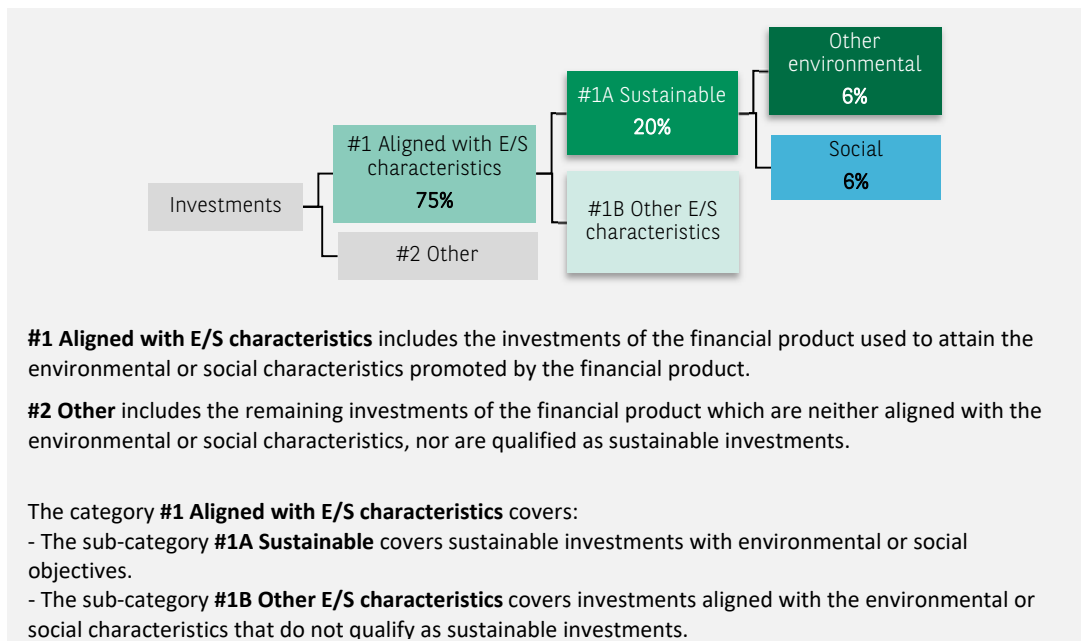 Other
environmental
6%
#1A Sustainable
20%
#1 Aligned with E/S
characteristics
75%
Social
6%
Investments
#1B Other E/S
characteristics
#2 Other
#1 Aligned with E/S characteristics includes the investments of the financial product used to attain the
environmental or social characteristics promoted by the financial product.
#2 Other includes the remaining investments of the financial product which are neither aligned with the
environmental or social characteristics, nor are qualified as sustainable investments.
The category #1 Aligned with E/S characteristics covers:
- The sub-category #1A Sustainable covers sustainable investments with environmental or social
objectives.
- The sub-category #1B Other E/S characteristics covers investments aligned with the environmental or
social characteristics that do not qualify as sustainable investments.